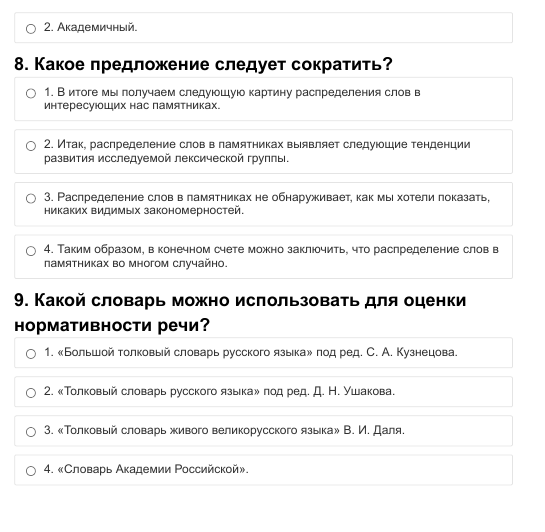 2. Академичный.
8. Какое предложение следует сократить?
1. В итоге мы получаем следующую картину распределения слов в
интересующих нас памятниках.
2. Итак, распределение слов в памятниках выявляет следующие тенденции
развития исследуемой лексической группы.
3. Распределение слов в памятниках не обнаруживает, как мы хотели показать,
никаких видимых закономерностей.
4. Таким образом, в конечном счете можно заключить, что распределение слов в
памятниках во многом случайно.
9. Какой словарь можно использовать для оценки
нормативности речи?
1. «Большой толковый словарь русского языка» под ред. С. А. Кузнецова.
2. «Толковый словарь русского языка» под ред. Д. Н. Ушакова.
3. «Толковый словарь живого великорусского языка» В. И. Даля.
4. «Словарь Академии Российской».